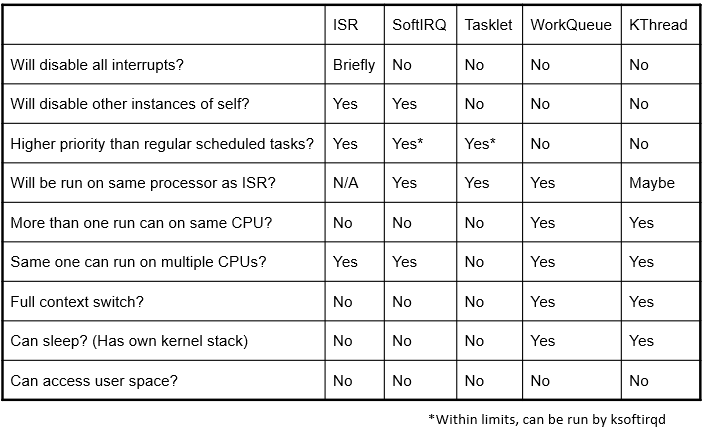 ISR SoftIRQ Tasklet WorkQueue KThread
Will disable all interrupts? Briefly No No No No
Will disable other instances of self? Yes Yes No No No
Higher priority than regular scheduled tasks? Yes Yes* Yes* No No
Will be run on same processor as ISR? N/A Yes Yes Yes Maybe
More than one run can on same CPU? No No No Yes Yes
Same one can run on multiple CPUs? Yes Yes No Yes Yes
Full context switch? No No No Yes Yes
Can sleep? (Has own kernel stack) No No No Yes Yes
Can access user space? No No No No No
*Within limits, can be run by ksoftirqd